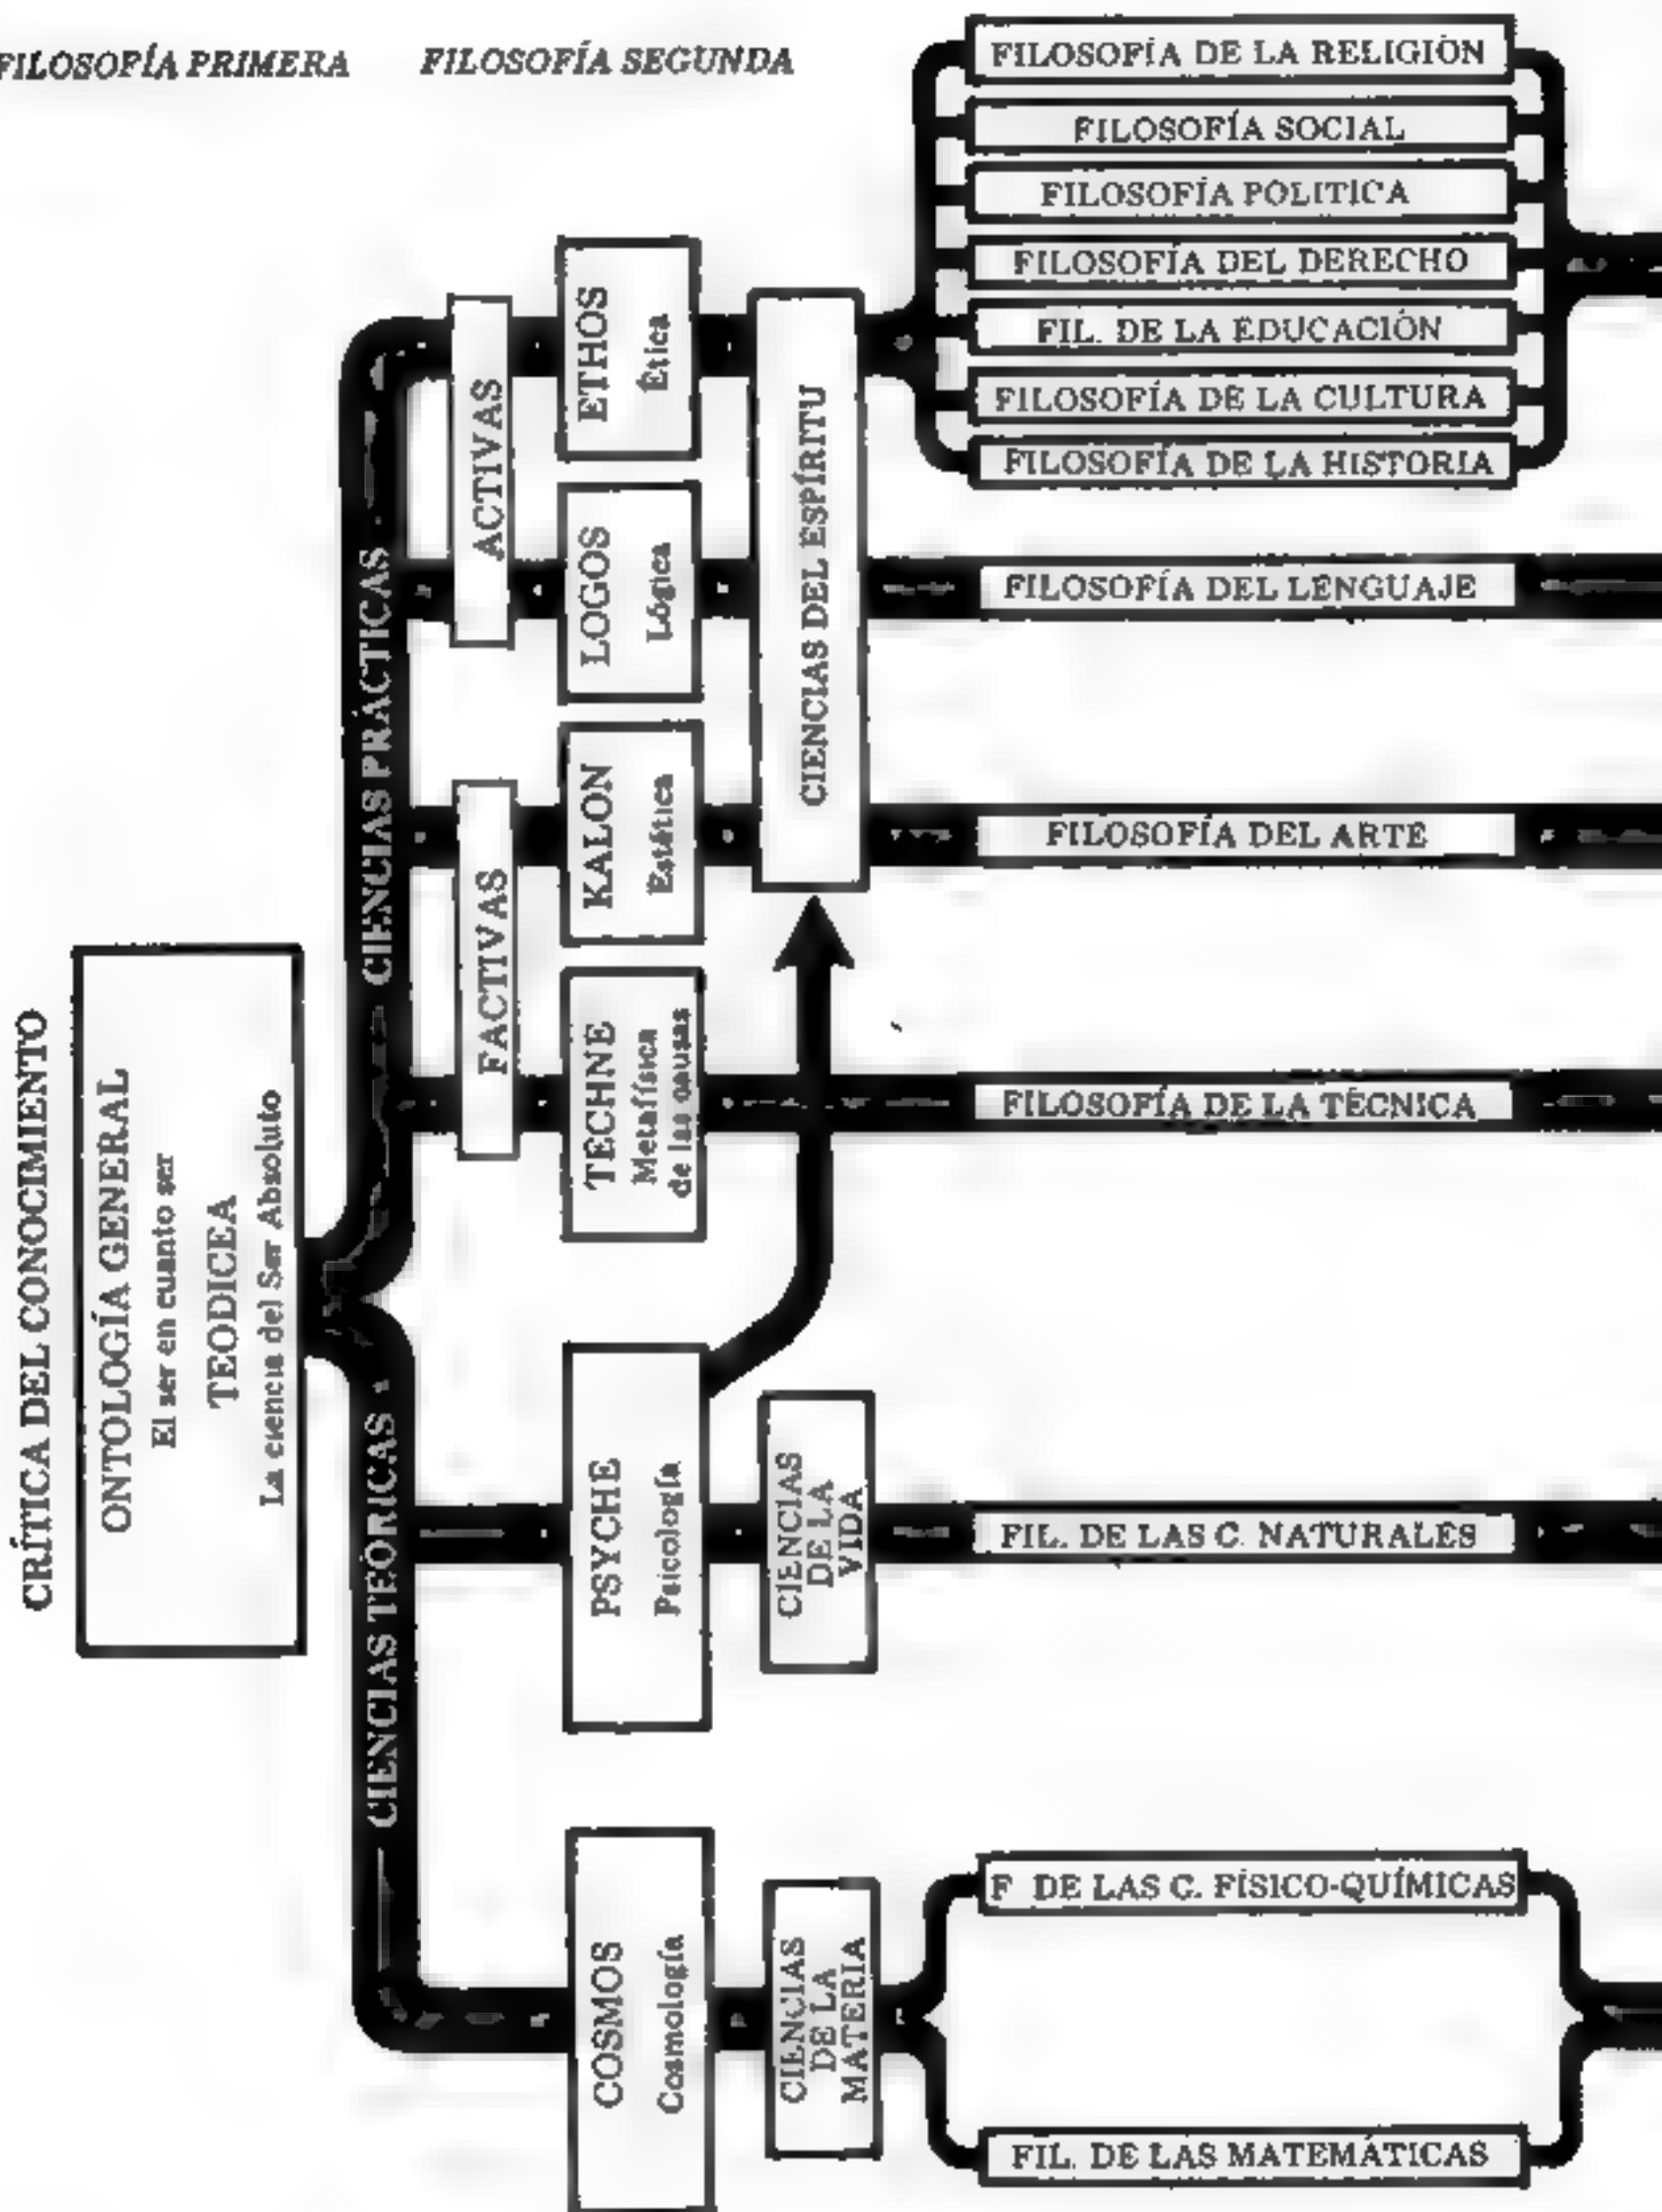 FILOSOFÍA PRIMERA
FILOSOFÍA SEGUNDA
CRÍTICA DEL CONOCIMIENTO
ONTOLOGÍA GENERAL
El ser en cuanto ser
TEODICEA
La ciencia del Ser Absoluto
CIENCIAS PRÁCTICAS
CIENCIAS TEÓRICAS
ACTIVAS
FACTIVAS
ETHOS
Ética
LOGOS
Lógica
KALON
Estética
TECHNE
Metafísica
de las causas
PSYCHE
Psicología
COSMOS
Cosmología
CIENCIAS DEL ESPÍRITU
CIENCIAS
DE LA
VIDA
CIENCIAS
DE LA
MATERIA
FILOSOFÍA DE LA RELIGIÓN
FILOSOFÍA SOCIAL
FILOSOFÍA POLITICA
FILOSOFÍA DEL DERECHO
FIL. DE LA EDUCACIÓN
FILOSOFÍA DE LA CULTURA
FILOSOFÍA DE LA HISTORIA
FILOSOFÍA DEL LENGUAJE
FILOSOFÍA DEL ARTE
FILOSOFÍA DE LA TÉCNICA
FIL. DE LAS C. NATURALES
F DE LAS C. FÍSICO-QUÍMICAS
FIL. DE LAS MATEMÁTICAS